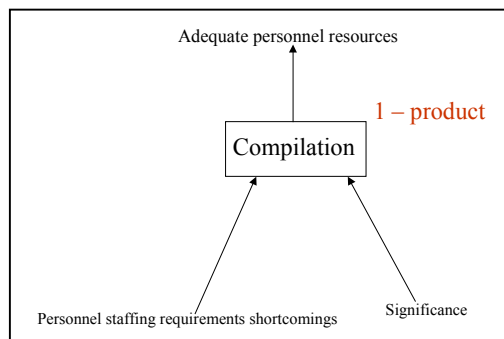 Adequate personnel resources
1 – product
Compilation
Significance
Personnel staffing requirements shortcomings